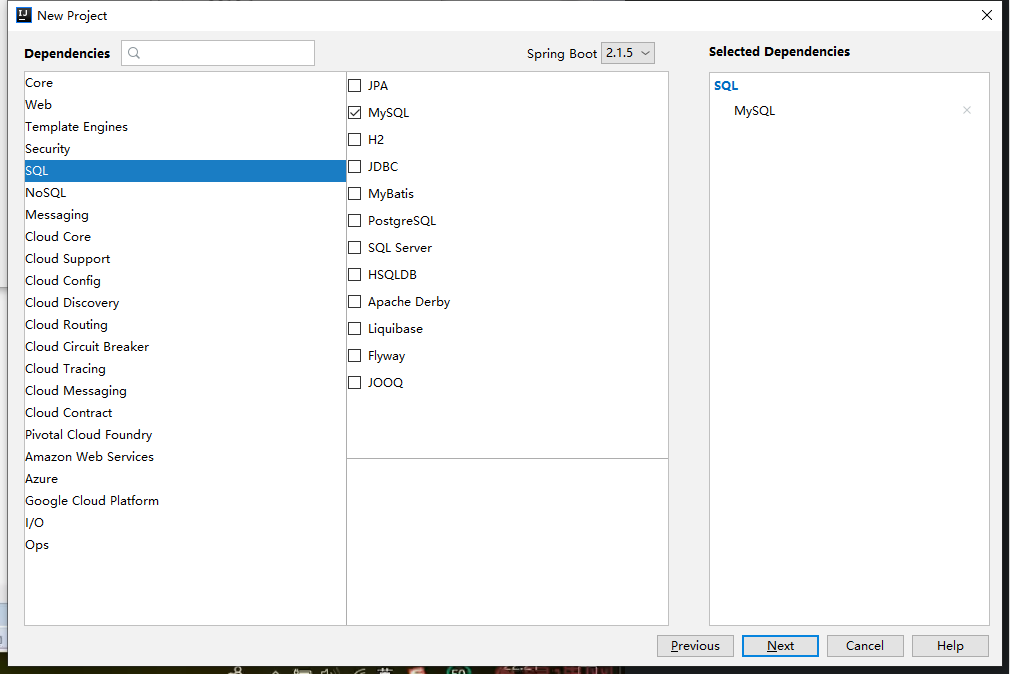 New Project
Dependencies
Spring Boot 2.1.5
Selected Dependencies
Core
Web
Template Engines
Security
SQL
NoSQL
Messaging
Cloud Core
Cloud Support
Cloud Config
Cloud Discovery
Cloud Routing
Cloud Circuit Breaker
Cloud Tracing
Cloud Messaging
Cloud Contract
Pivotal Cloud Foundry
Amazon Web Services
Azure
Google Cloud Platform
I/O
Ops
JPA
MySQL
H2
JDBC
MyBatis
PostgreSQL
SQL Server
HSQLDB
Apache Derby
Liquibase
Flyway
JOOQ
SQL
MySQL
Previous
Next
Cancel
Help